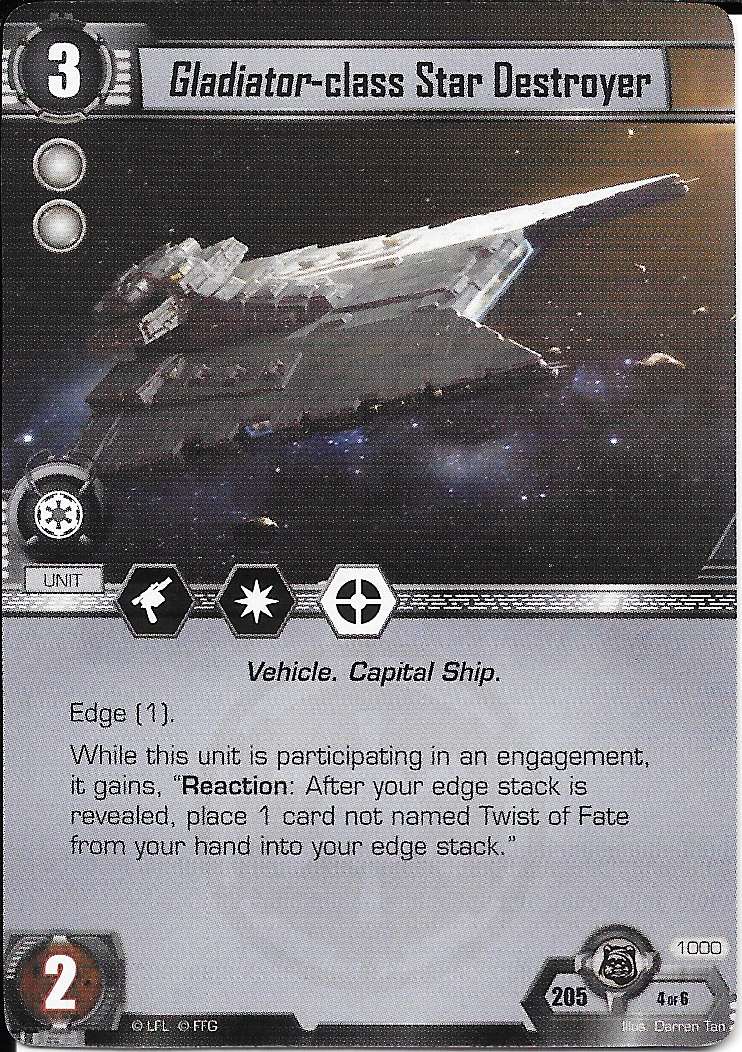 3
Gladiator-class Star Destroyer
UNIT
Vehicle. Capital Ship.
Edge (1).
While this unit is participating in an engagement,
it gains, “Reaction: After your edge stack is
revealed, place 1 card not named Twist of Fate
from your hand into your edge stack.”
2
1000
205
4 OF 6
© LFL © FFG
Illus. Darren Tan